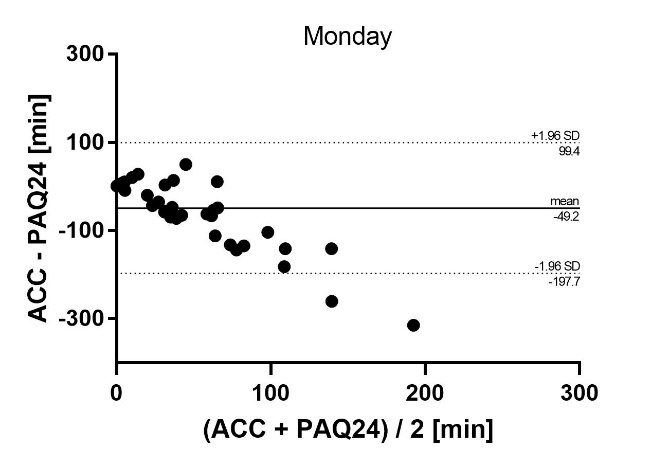 Monday
300
100
-100
-300
ACC - PAQ24 [min]
+1.96 SD
99.4
mean
-49.2
-1.96 SD
-197.7
0
100
200
300
(ACC + PAQ24) / 2 [min]